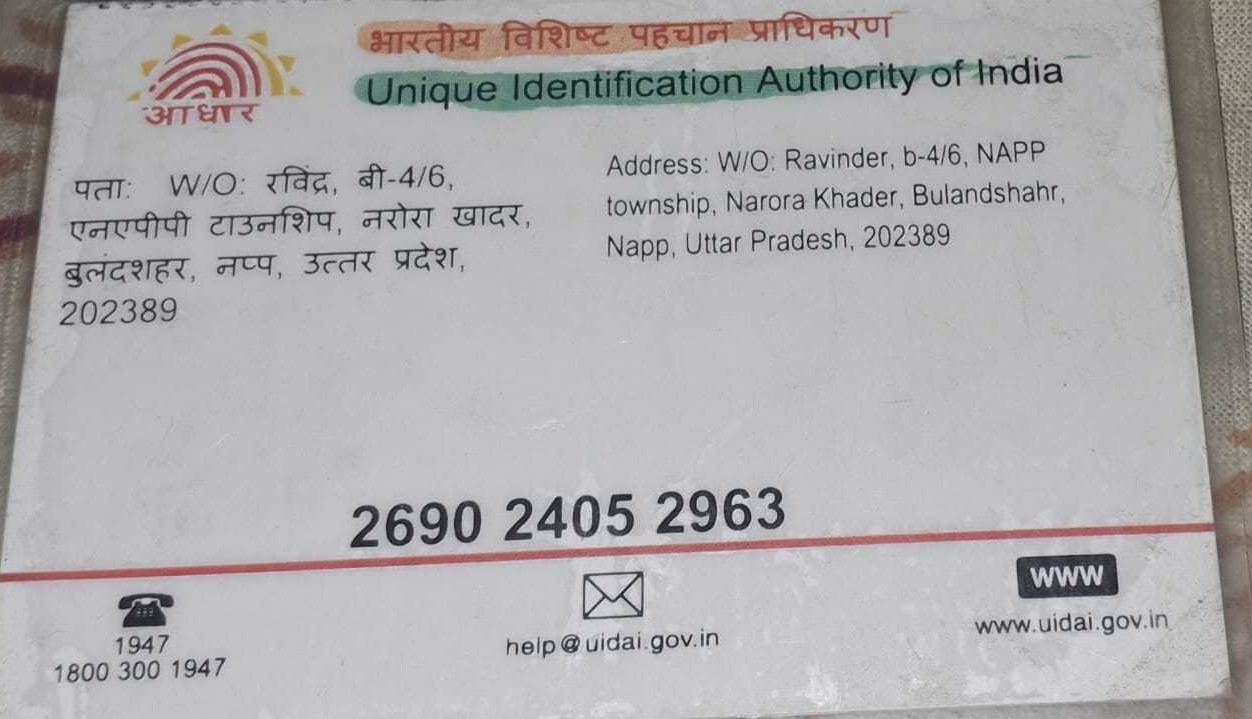 भारतीय विशिष्ट पहचान प्राधिकरण
Unique Identification Authority of India
आधार
पता: W/O: रविंद्र, बी-4/6,
एनएपीपी टाउनशिप, नरोरा खादर,
बुलंदशहर, नप्प, उत्तर प्रदेश,
202389
Address: W/O: Ravinder, b-4/6, NAPP
township, Narora Khader, Bulandshahr,
Napp, Uttar Pradesh, 202389
2690 2405 2963
1947
1800 300 1947
help@uidai.gov.in
WWW
www.uidai.gov.in